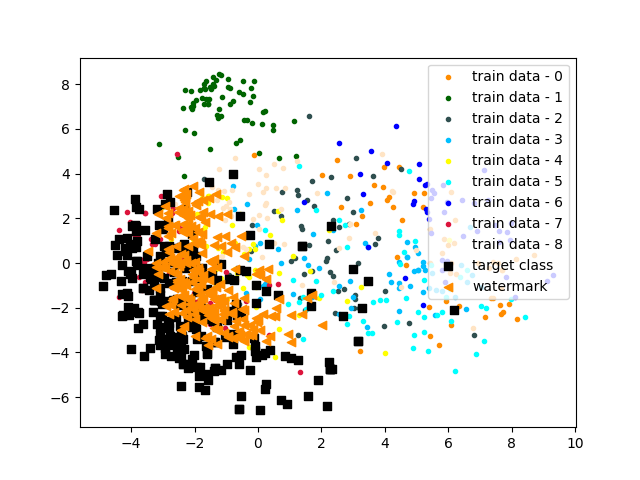 8
6
4
2
0
−2
−4
−6
−4
−2
0
2
4
6
8
10
train data - 0
train data - 1
train data - 2
train data - 3
train data - 4
train data - 5
train data - 6
train data - 7
train data - 8
target class
watermark